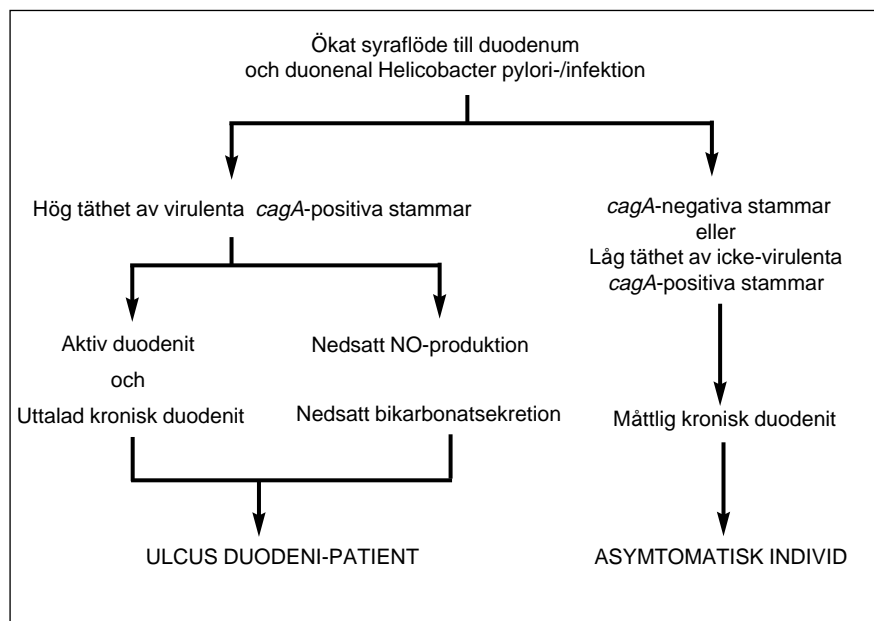 Ökat syraflöde till duodenum
och duonenal Helicobacter pylori-/infektion
Hög täthet av virulenta cagA-positiva stammar
cagA-negativa stammar
eller
Låg täthet av icke-virulenta
cagA-positiva stammar
Aktiv duodenit
och
Uttalad kronisk duodenit
Nedsatt NO-produktion
Nedsatt bikarbonatsekretion
Måttlig kronisk duodenit
ULCUS DUODENI-PATIENT
ASYMTOMATISK INDIVID